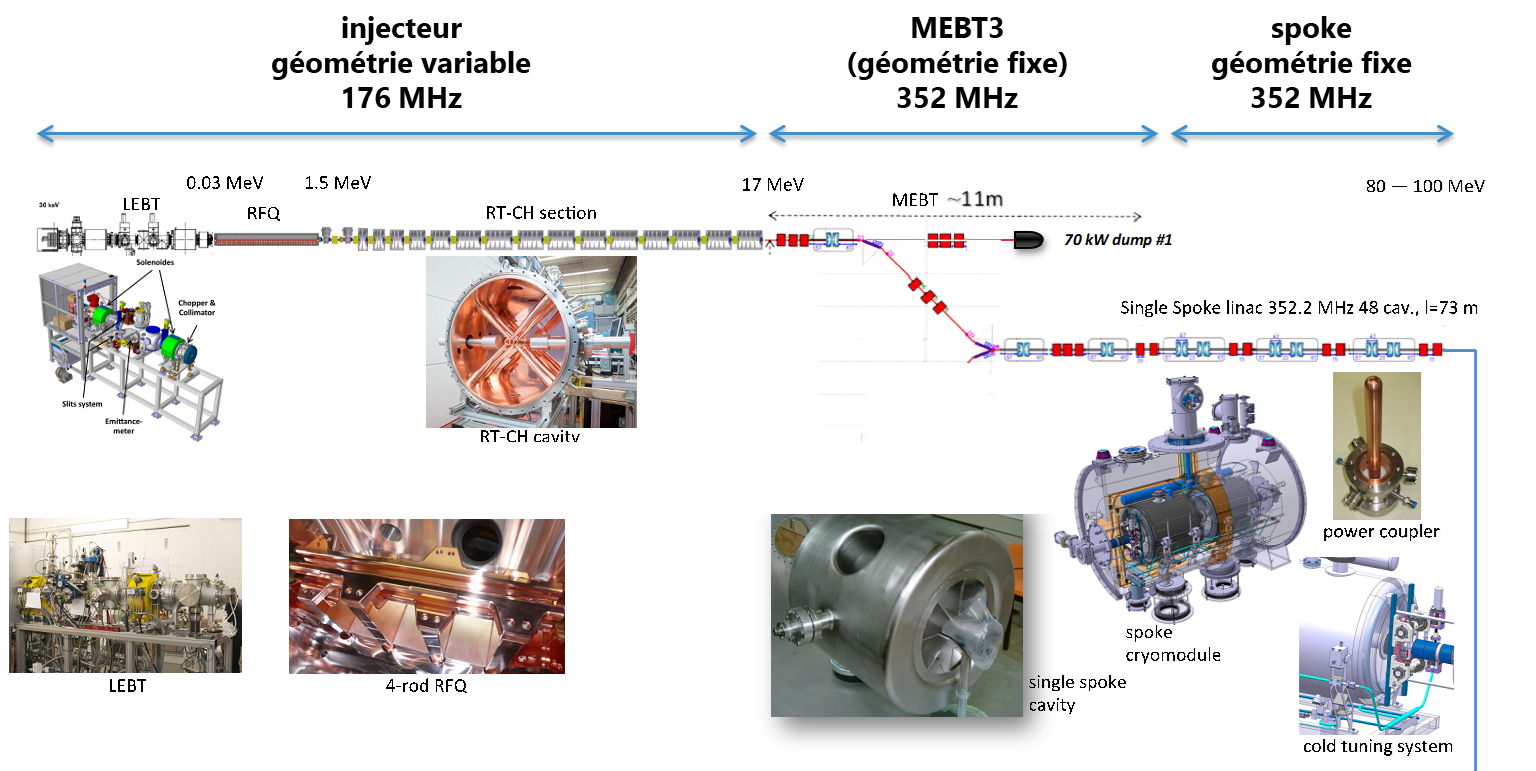 injecteur
géométrie variable
176 MHz
MEBT3
(géométrie fixe)
352 MHz
spoke
géométrie fixe
352 MHz
0.03 MeV
1.5 MeV
17 MeV
80 — 100 MeV
30 keV
LEBT
RFQ
RT-CH section
MEBT ~11m
70 kW dump #1
Solenoides
Chopper &
Collimator
Slits system
Emittance-
meter
RT-CH cavity
Single Spoke linac 352.2 MHz 48 cav., l=73 m
power coupler
spoke
cryomodule
single spoke
cavity
cold tuning system
LEBT
4-rod RFQ